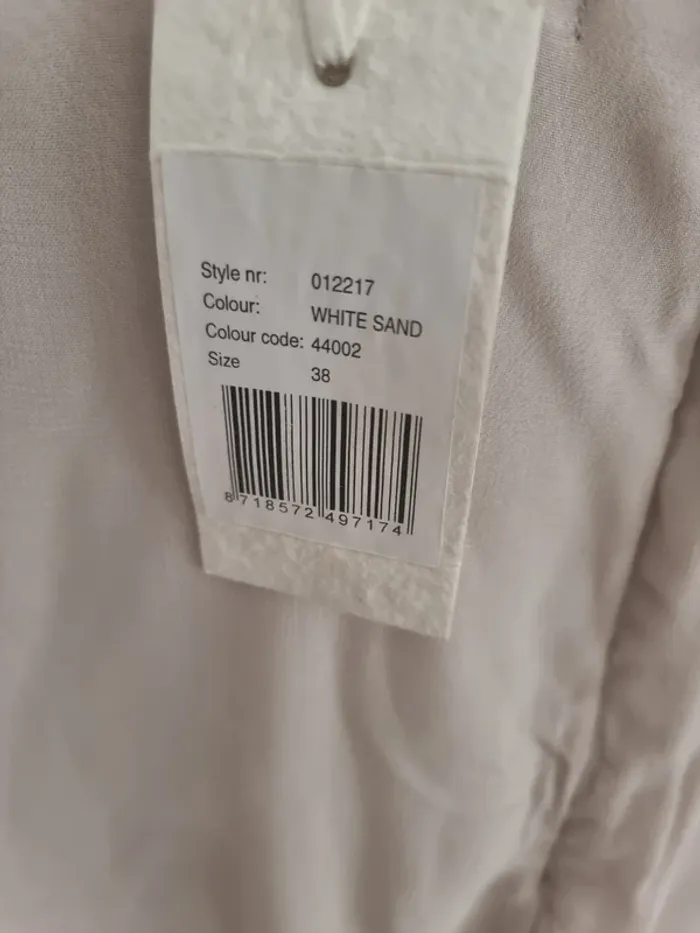 Style nr: 012217
Colour: WHITE SAND
Colour code: 44002
Size 38
8 718572 497174